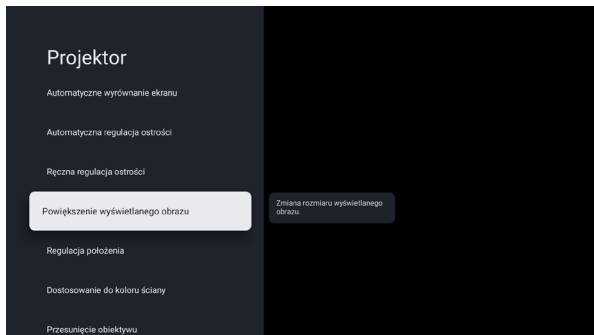 Projektor
Automatyczne wyrównanie ekranu
Automatyczna regulacja ostrości
Ręczna regulacja ostrości
Powiększenie wyświetlanego obrazu
Zmiana rozmiaru wyświetlanego
obrazu.
Regulacja położenia
Dostosowanie do koloru ściany
Przesunięcie obiektywu